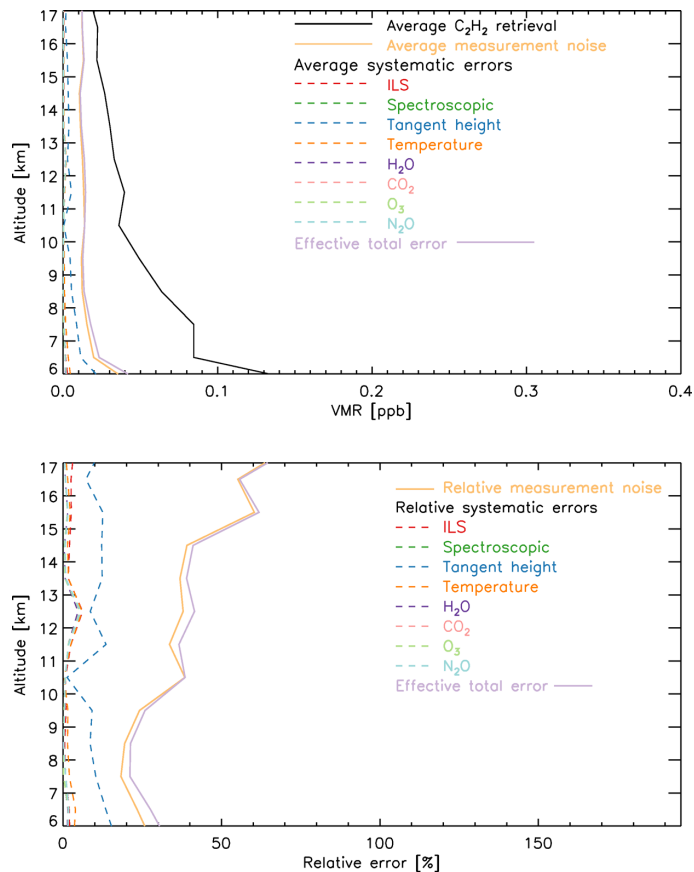 17
16
15
14
13
12
11
10
9
8
7
6
Altitude [km]
Average C₂H₂ retrieval
Average measurement noise
Average systematic errors
ILS
Spectroscopic
Tangent height
Temperature
H₂O
CO₂
O₃
N₂O
Effective total error
0.0 0.1 0.2 0.3 0.4
VMR [ppb]
17
16
15
14
13
12
11
10
9
8
7
6
Altitude [km]
Relative measurement noise
Relative systematic errors
ILS
Spectroscopic
Tangent height
Temperature
H₂O
CO₂
O₃
N₂O
Effective total error
0 50 100 150
Relative error [%]